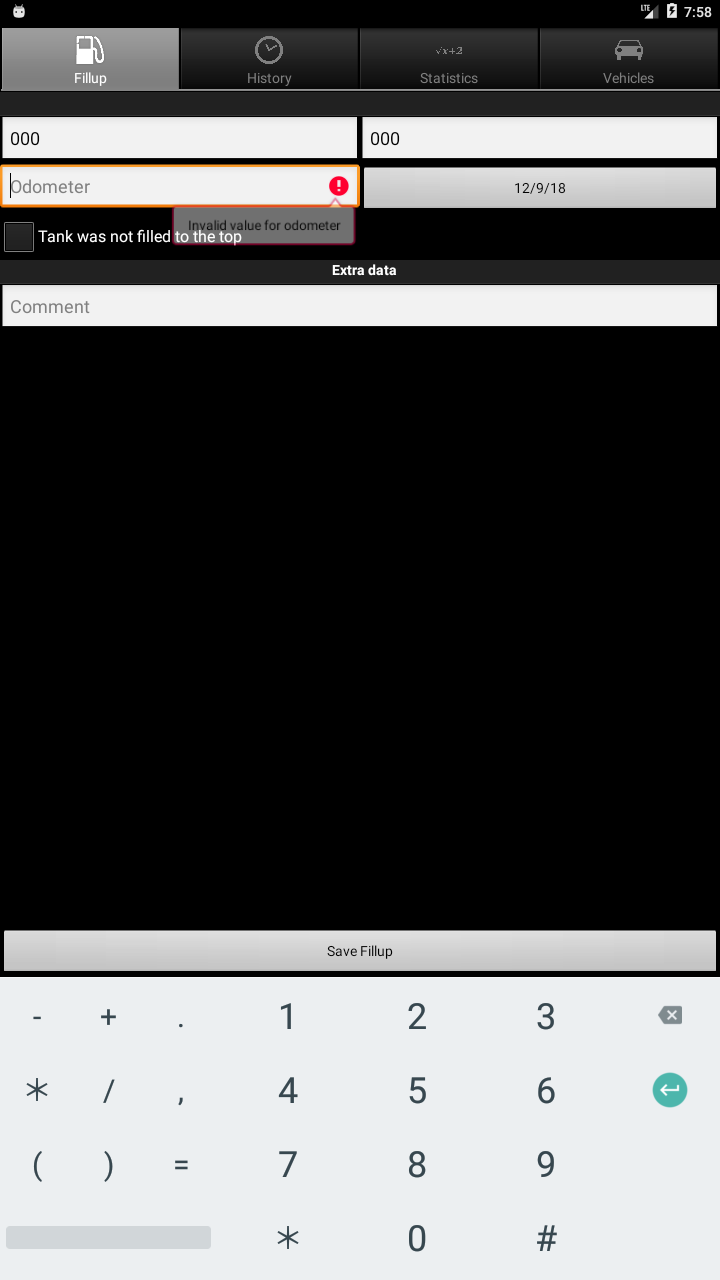 LTE 7:58
Fillup History √x+2 Statistics Vehicles
000 000
Odometer 12/9/18
Invalid value for odometer
Tank was not filled to the top
Extra data
Comment
Save Fillup
- + . 1 2 3
* / , 4 5 6
( ) = 7 8 9
* 0 #